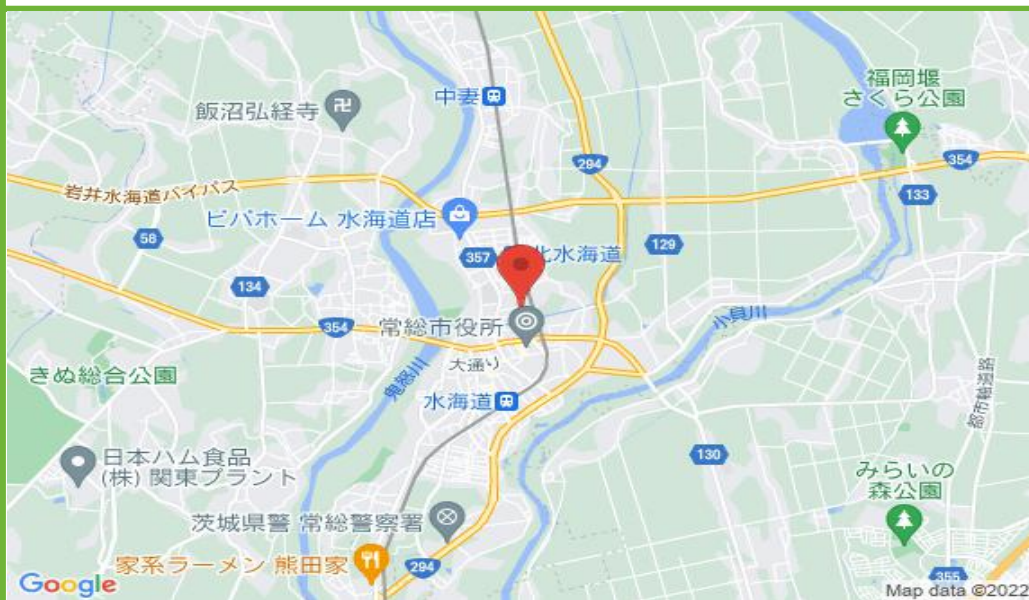 福岡堰
さくら公園
中妻
飯沼弘経寺
294
354
岩井水海道バイパス
133
ビバホーム 水海道店
58
357
北水海道
129
134
354
常総市役所
小貝川
大通り
きぬ総合公園
鬼怒川
水海道
都市軸道路
日本ハム食品
(株) 関東プラント
130
みらいの
森公園
茨城県警 常総警察署
家系ラーメン 熊田家
294
355
Google
Map data ©2022